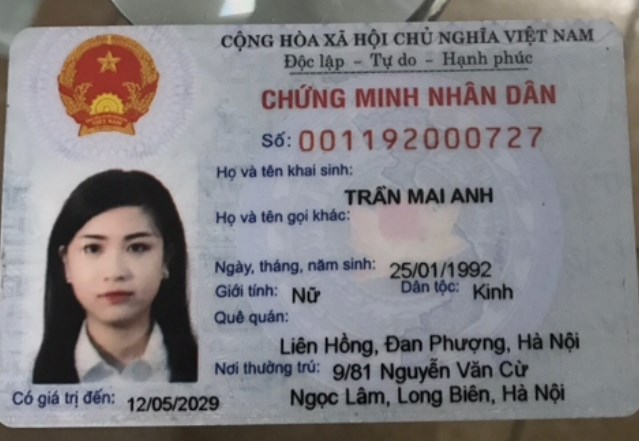 CỘNG HÒA XÃ HỘI CHỦ NGHĨA VIỆT NAM
Độc lập - Tự do - Hạnh phúc
CHỨNG MINH NHÂN DÂN
Số: 001192000727
Họ và tên khai sinh:
TRẦN MAI ANH
Họ và tên gọi khác:
Ngày, tháng, năm sinh: 25/01/1992
Giới tính: Nữ Dân tộc: Kinh
Quê quán:
Liên Hồng, Đan Phượng, Hà Nội
Nơi thường trú: 9/81 Nguyễn Văn Cừ
Ngọc Lâm, Long Biên, Hà Nội
Có giá trị đến: 12/05/2029